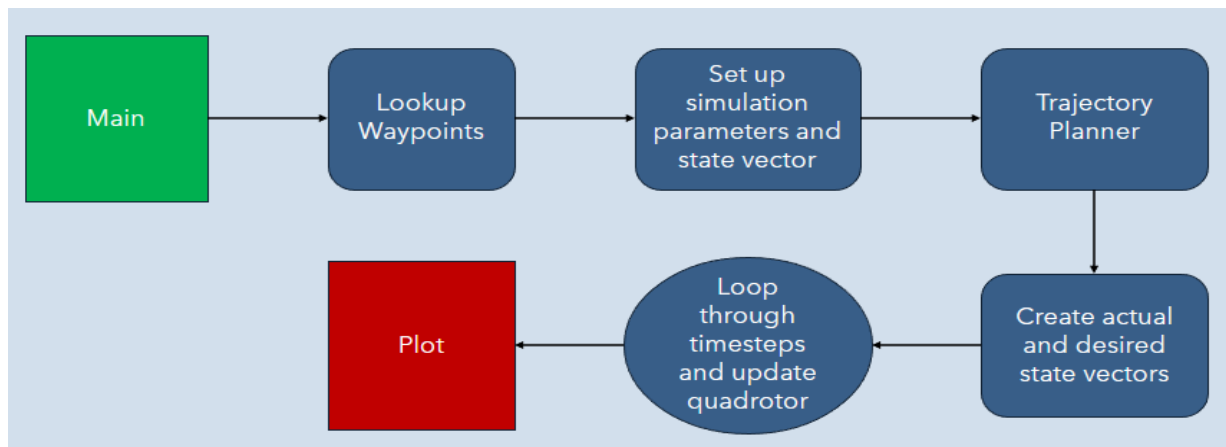 Main
Lookup
Waypoints
Set up
simulation
parameters and
state vector
Trajectory
Planner
Create actual
and desired
state vectors
Loop
through
timesteps
and update
quadrotor
Plot